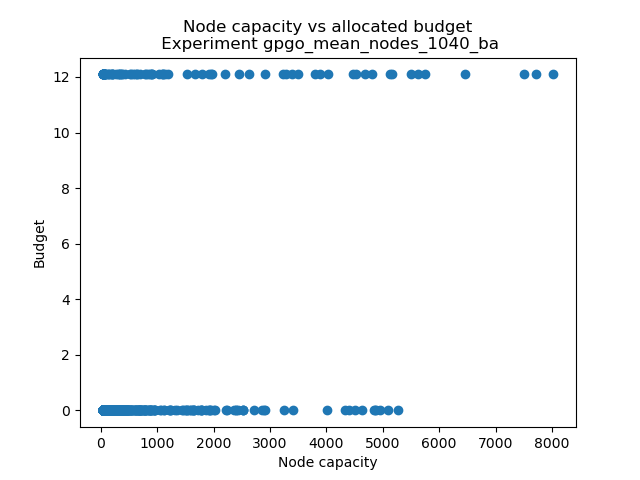 Node capacity vs allocated budget
Experiment gpgo_mean_nodes_1040_ba
12
10
8
6
4
2
0
Budget
0 1000 2000 3000 4000 5000 6000 7000 8000
Node capacity